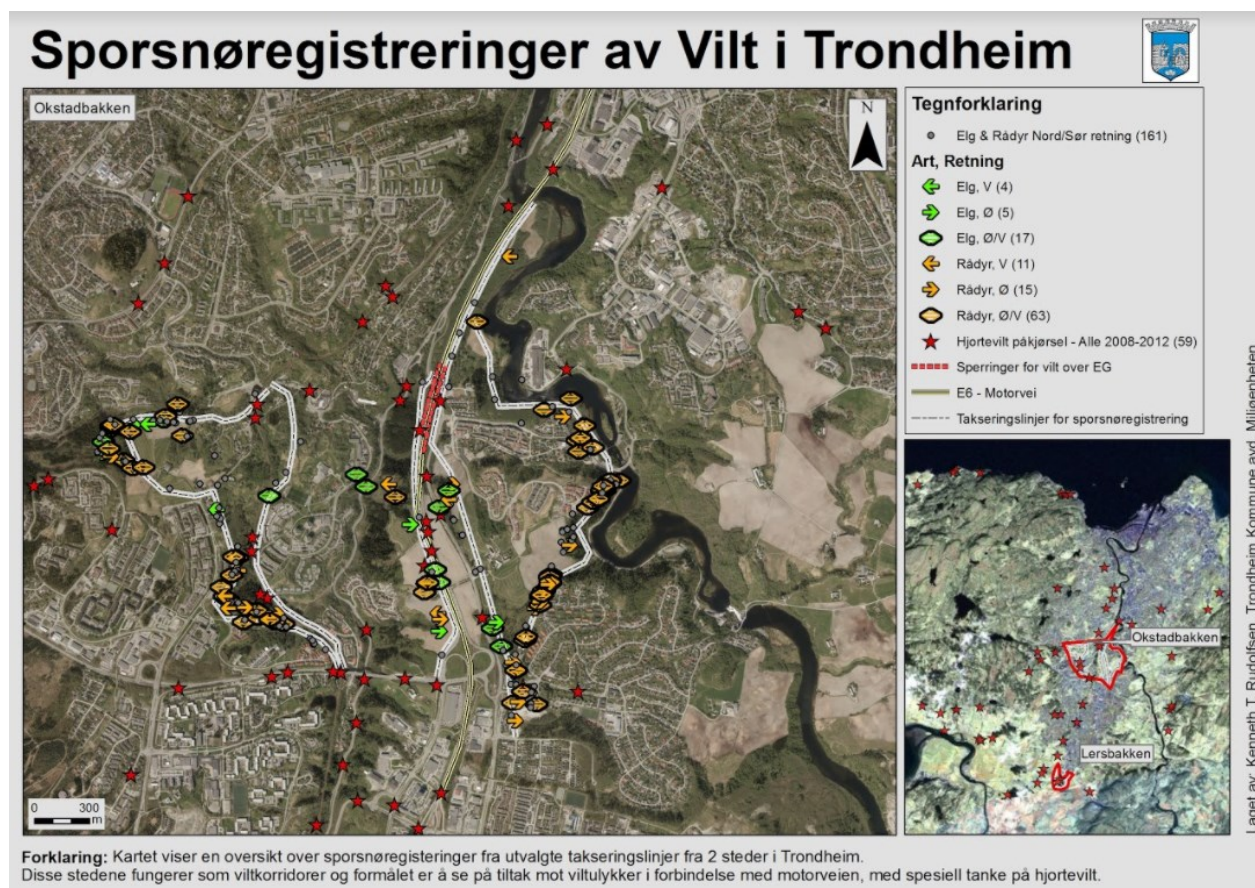 Sporsnøregistreringer av Vilt i Trondheim
Okstadbakken
N
0 300
m
Tegnforklaring
Elg & Rådyr Nord/Sør retning (161)
Art, Retning
Elg, V (4)
Elg, Ø (5)
Elg, Ø/V (17)
Rådyr, V (11)
Rådyr, Ø (15)
Rådyr, Ø/V (63)
Hjortevilt påkjørsel - Alle 2008-2012 (59)
Sperringer for vilt over EG
E6 - Motorvei
Takseringslinjer for sporsnøregistrering
Okstadbakken
Lersbakken
Laget av: Kenneth T. Rudolfsen, Trondheim Kommune avd. Miljøenheten
Forklaring: Kartet viser en oversikt over sporsnøregisteringer fra utvalgte takseringslinjer fra 2 steder i Trondheim.
Disse stedene fungerer som viltkorridorer og formålet er å se på tiltak mot viltulykker i forbindelse med motorveien, med spesiell tanke på hjortevilt.